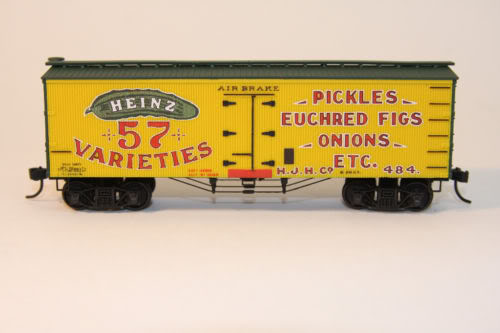 AIR BRAKE
HEINZ
57
VARIETIES
PICKLES
EUCHRED FIGS
ONIONS
ETC.
H.J.H.Co 484.